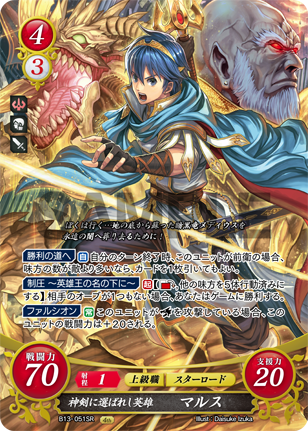 4
3
ぼくは行く…地の底から蘇った暗黒竜メディウスを
永遠の闇へ葬り去るために!
勝利の道へ 自 自分のターン終了時、このユニットが前衛の場合、
味方の数が敵より多いなら、カードを1枚引いてもよい。
制圧 ~英雄王の名の下に~ 起 【 、他の味方を5体行動済みに
する】相手のオーブが1つもない場合、あなたはゲームに勝利する。
ファルシオン 常 このユニットが を攻撃している場合、こ
のユニットの戦闘力は+20される。
戦闘力
70
射程 1 上級職 スターロード
支援力
20
神剣に選ばれし英雄 マルス
B13-051SR
Illust : Daisuke Izuka